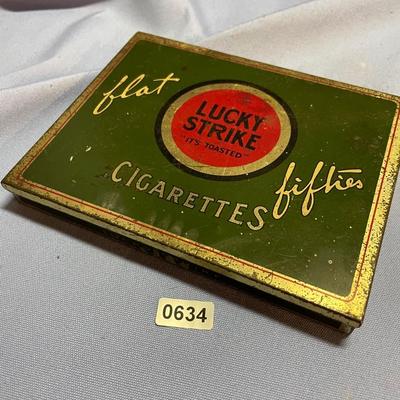 flat
LUCKY
STRIKE
"IT'S TOASTED"
CIGARETTES
fifties
0634